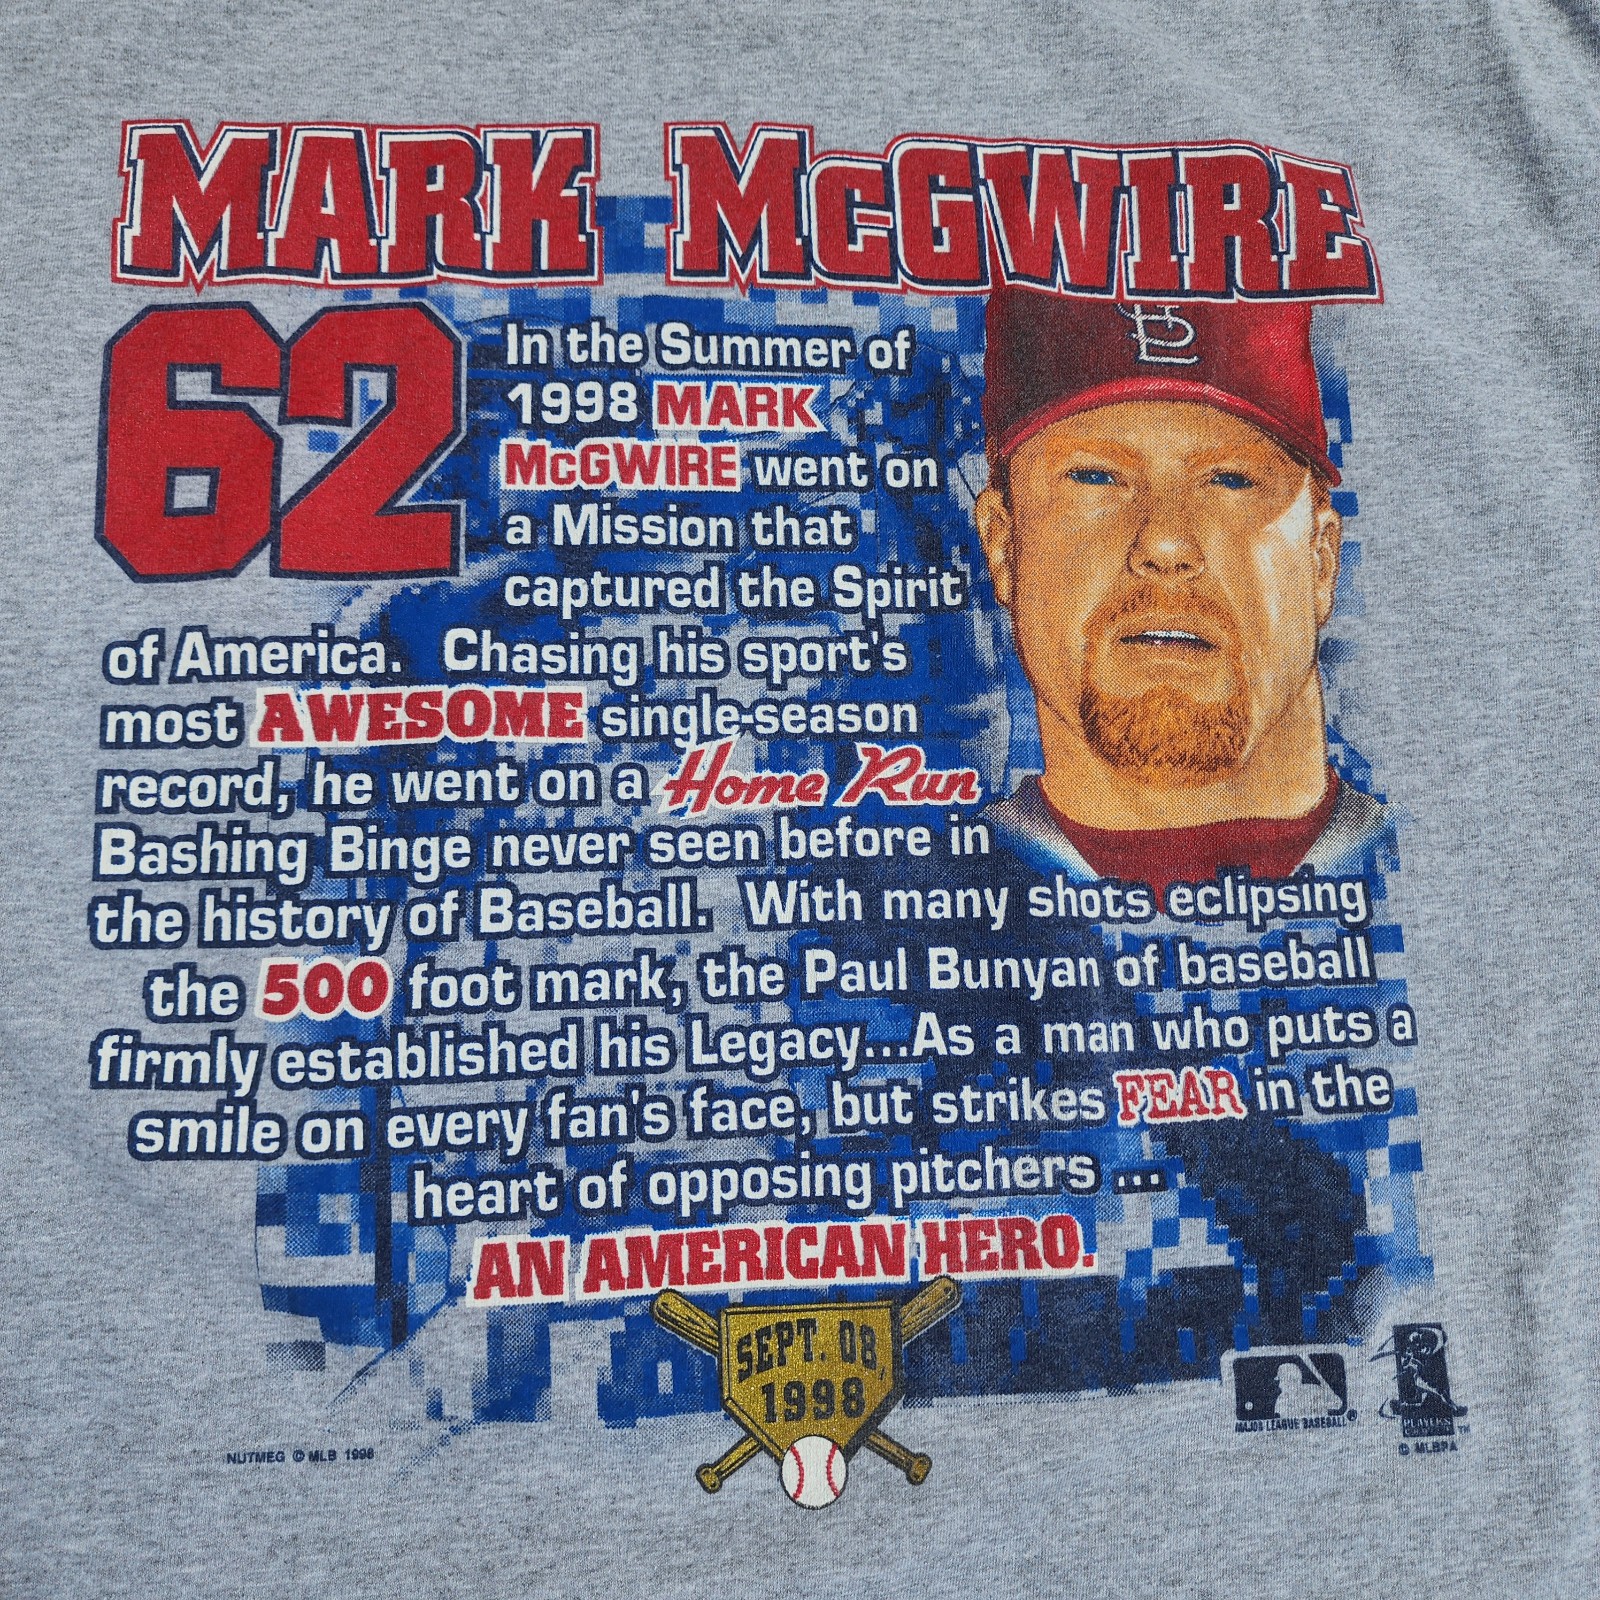 MARK McGWIRE
62
In the Summer of
1998 MARK
McGWIRE went on
a Mission that
captured the Spirit
of America. Chasing his sport's
most AWESOME single-season
record, he went on a Home Run
Bashing Binge never seen before in
the history of Baseball. With many shots eclipsing
the 500 foot mark, the Paul Bunyan of baseball
firmly established his Legacy...As a man who puts a
smile on every fan's face, but strikes FEAR in the
heart of opposing pitchers ...
AN AMERICAN HERO.
SEPT. 08,
1998
NUTMEG © MLB 1998
MAJOR LEAGUE BASEBALL®
PLAYERS
TM
© MLBPA
STL